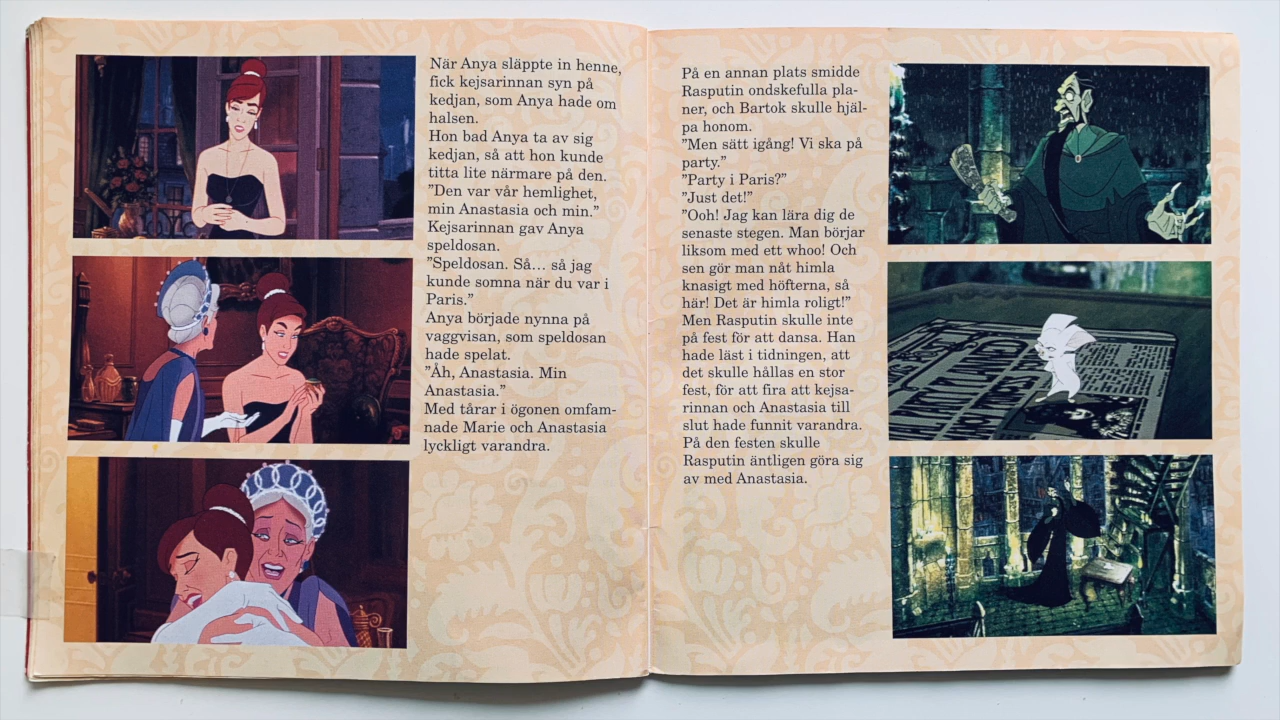 När Anya släppte in henne,
fick kejsarinnan syn på
kedjan, som Anya hade om
halsen.
Hon bad Anya ta av sig
kedjan, så att hon kunde
titta lite närmare på den.
”Den var vår hemlighet,
min Anastasia och min.”
Kejsarinnan gav Anya
speldosan.
”Speldosan. Så... så jag
kunde somna när du var i
Paris.”
Anya började nynna på
vaggvisan, som speldosan
hade spelat.
”Åh, Anastasia. Min
Anastasia.”
Med tårar i ögonen omfam-
nade Marie och Anastasia
lyckligt varandra.
På en annan plats smidde
Rasputin ondskefulla pla-
ner, och Bartok skulle hjäl-
pa honom.
”Men sätt igång! Vi ska på
party.”
”Party i Paris?”
”Just det!”
”Ooh! Jag kan lära dig de
senaste stegen. Man börjar
liksom med ett whoo! Och
sen gör man nåt himla
knasigt med höfterna, så
här! Det är himla roligt!”
Men Rasputin skulle inte
på fest för att dansa. Han
hade läst i tidningen, att
det skulle hållas en stor
fest, för att fira att kejsa-
rinnan och Anastasia till
slut hade funnit varandra.
På den festen skulle
Rasputin äntligen göra sig
av med Anastasia.